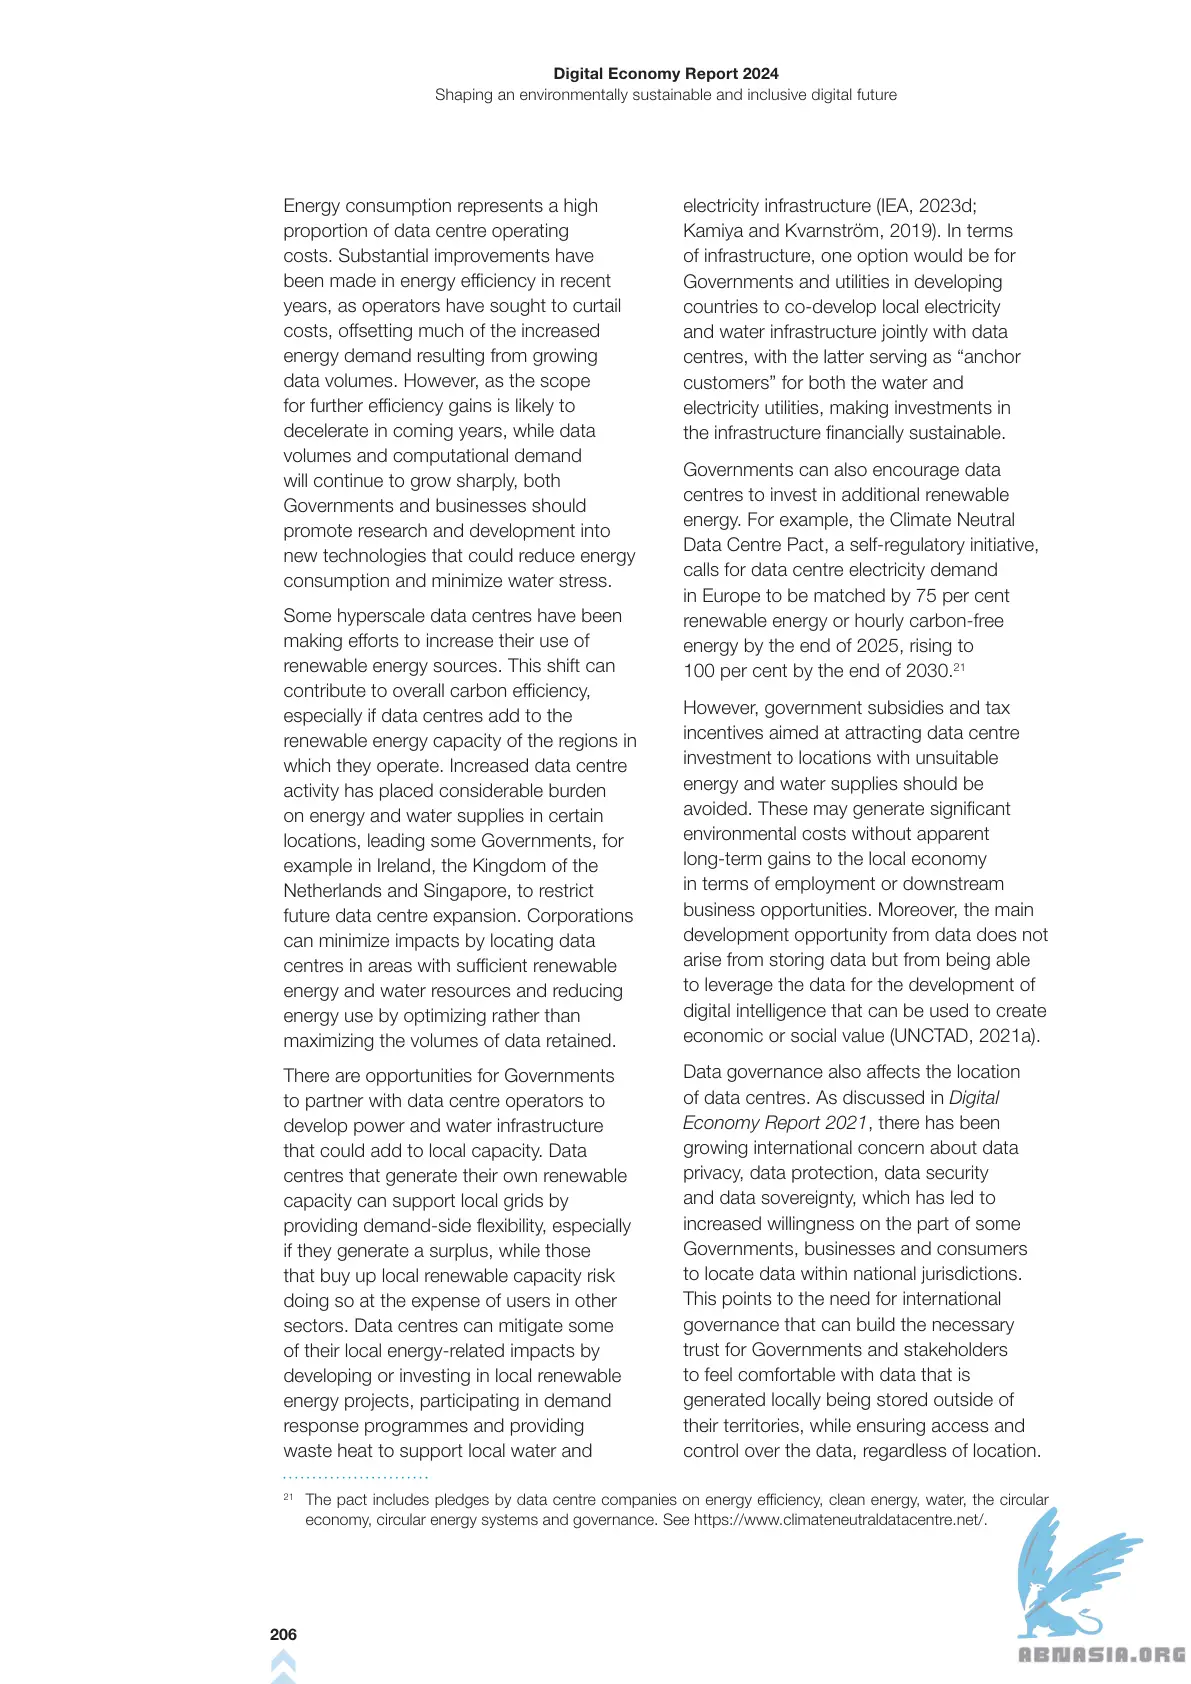 Digital Economy Report 2024
Shaping an environmentally sustainable and inclusive digital future
Energy consumption represents a high
proportion of data centre operating
costs. Substantial improvements have
been made in energy efficiency in recent
years, as operators have sought to curtail
costs, offsetting much of the increased
energy demand resulting from growing
data volumes. However, as the scope
for further efficiency gains is likely to
decelerate in coming years, while data
volumes and computational demand
will continue to grow sharply, both
Governments and businesses should
promote research and development into
new technologies that could reduce energy
consumption and minimize water stress.
Some hyperscale data centres have been
making efforts to increase their use of
renewable energy sources. This shift can
contribute to overall carbon efficiency,
especially if data centres add to the
renewable energy capacity of the regions in
which they operate. Increased data centre
activity has placed considerable burden
on energy and water supplies in certain
locations, leading some Governments, for
example in Ireland, the Kingdom of the
Netherlands and Singapore, to restrict
future data centre expansion. Corporations
can minimize impacts by locating data
centres in areas with sufficient renewable
energy and water resources and reducing
energy use by optimizing rather than
maximizing the volumes of data retained.
There are opportunities for Governments
to partner with data centre operators to
develop power and water infrastructure
that could add to local capacity. Data
centres that generate their own renewable
capacity can support local grids by
providing demand-side flexibility, especially
if they generate a surplus, while those
that buy up local renewable capacity risk
doing so at the expense of users in other
sectors. Data centres can mitigate some
of their local energy-related impacts by
developing or investing in local renewable
energy projects, participating in demand
response programmes and providing
waste heat to support local water and
electricity infrastructure (IEA, 2023d;
Kamiya and Kvarnström, 2019). In terms
of infrastructure, one option would be for
Governments and utilities in developing
countries to co-develop local electricity
and water infrastructure jointly with data
centres, with the latter serving as “anchor
customers” for both the water and
electricity utilities, making investments in
the infrastructure financially sustainable.
Governments can also encourage data
centres to invest in additional renewable
energy. For example, the Climate Neutral
Data Centre Pact, a self-regulatory initiative,
calls for data centre electricity demand
in Europe to be matched by 75 per cent
renewable energy or hourly carbon-free
energy by the end of 2025, rising to
100 per cent by the end of 2030.21
However, government subsidies and tax
incentives aimed at attracting data centre
investment to locations with unsuitable
energy and water supplies should be
avoided. These may generate significant
environmental costs without apparent
long-term gains to the local economy
in terms of employment or downstream
business opportunities. Moreover, the main
development opportunity from data does not
arise from storing data but from being able
to leverage the data for the development of
digital intelligence that can be used to create
economic or social value (UNCTAD, 2021a).
Data governance also affects the location
of data centres. As discussed in Digital
Economy Report 2021, there has been
growing international concern about data
privacy, data protection, data security
and data sovereignty, which has led to
increased willingness on the part of some
Governments, businesses and consumers
to locate data within national jurisdictions.
This points to the need for international
governance that can build the necessary
trust for Governments and stakeholders
to feel comfortable with data that is
generated locally being stored outside of
their territories, while ensuring access and
control over the data, regardless of location.
21 The pact includes pledges by data centre companies on energy efficiency, clean energy, water, the circular
economy, circular energy systems and governance. See https://www.climateneutraldatacentre.net/.
206
ABNASIA.ORG